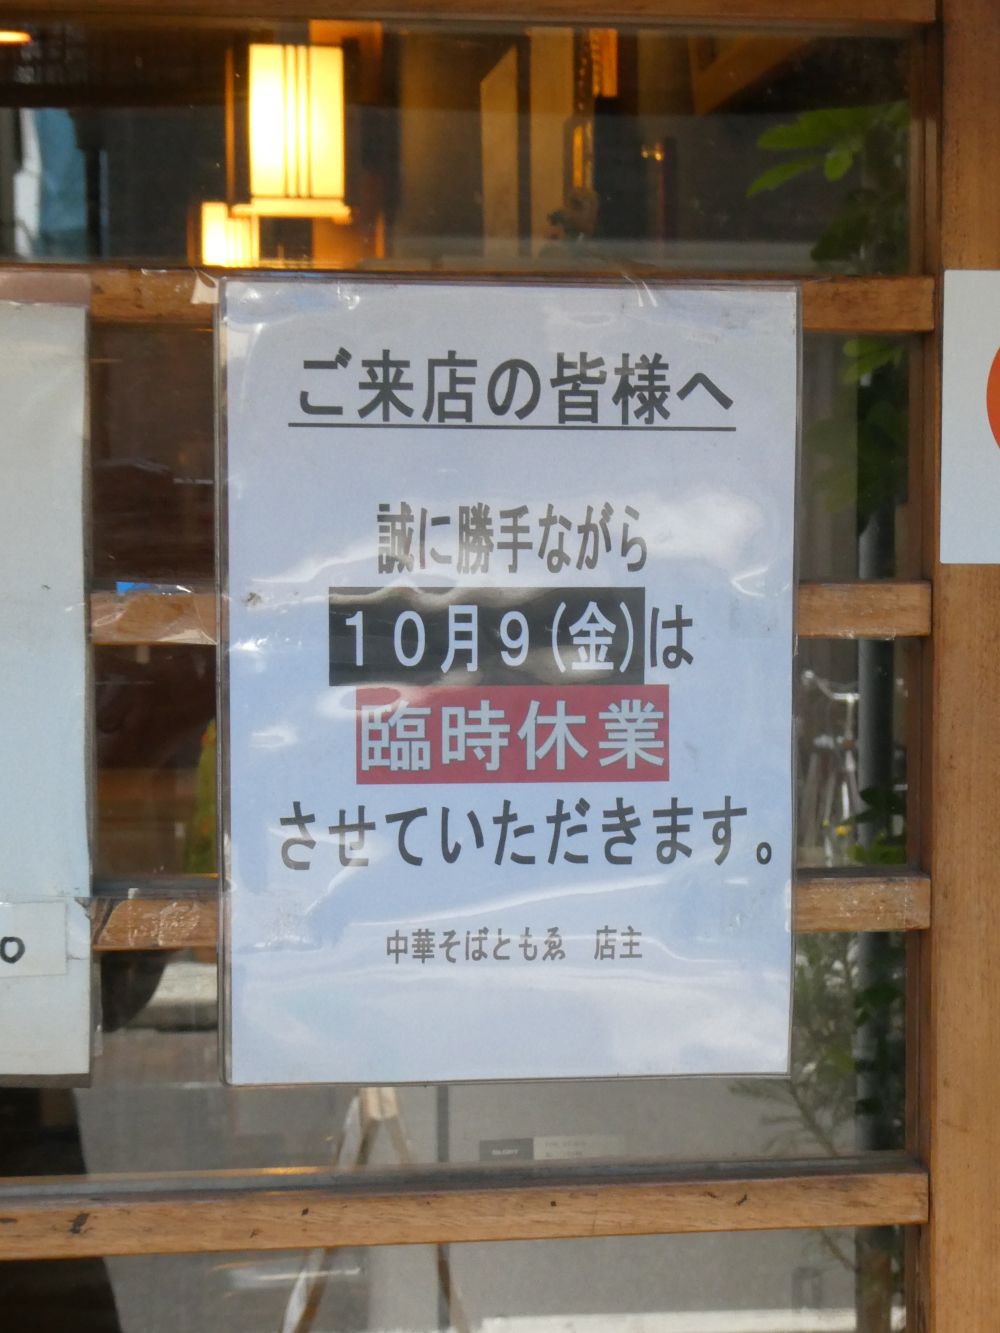 ご来店の皆様へ
誠に勝手ながら
１０月９(金)は
臨時休業
させていただきます。
中華そばともゑ　店主